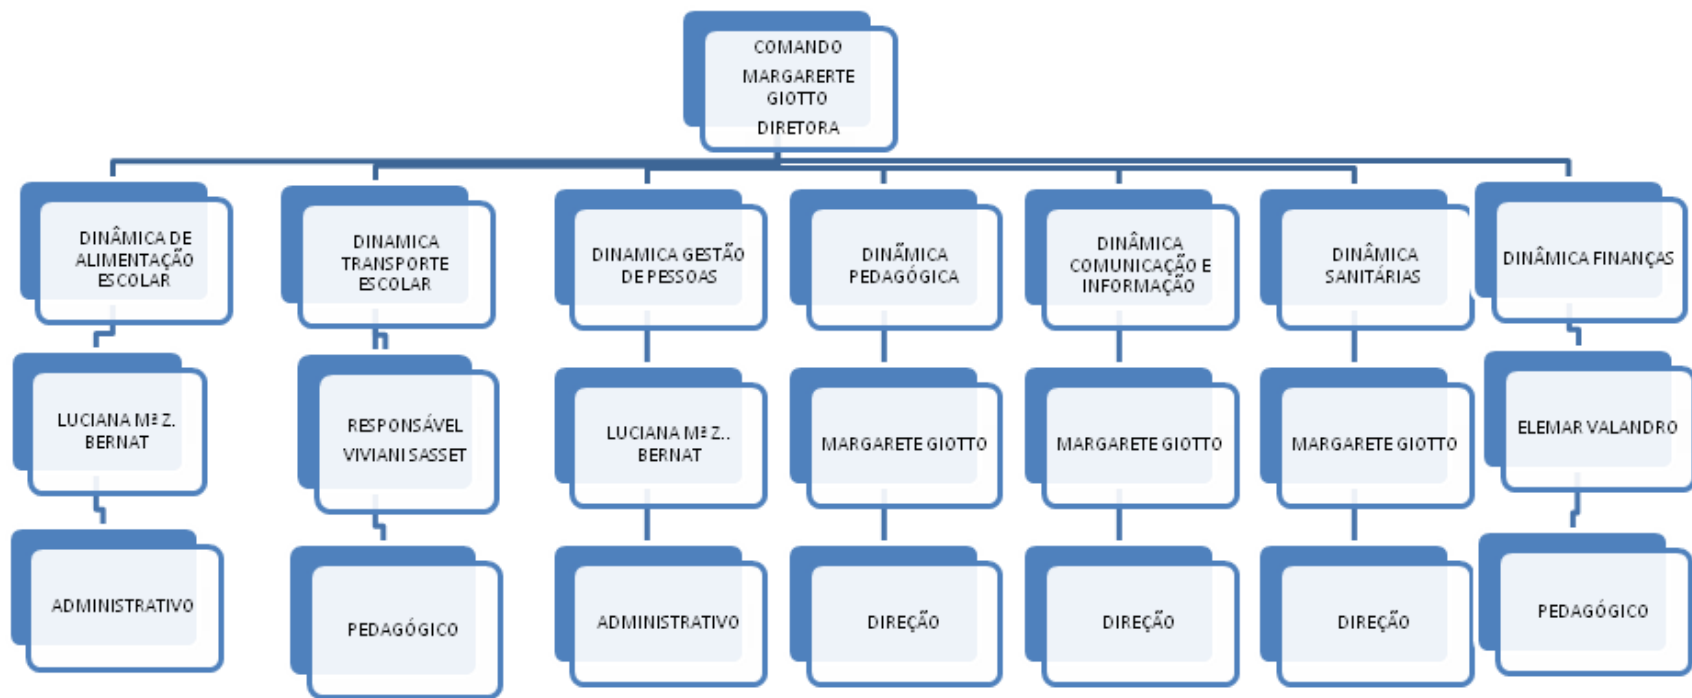 COMANDO
MARGARERTE
GIOTTO
DIRETORA
DINÂMICA DE
ALIMENTAÇÃO
ESCOLAR
DINAMICA
TRANSPORTE
ESCOLAR
DINAMICA GESTÃO
DE PESSOAS
DINÃMICA
PEDAGÓGICA
DINÂMICA
COMUNICAÇÃO E
INFORMAÇÃO
DINÂMICA
SANITÁRIAS
DINÂMICA FINANÇAS
LUCIANA Mª Z.
BERNAT
RESPONSÁVEL
VIVIANI SASSET
LUCIANA Mª Z..
BERNAT
MARGARETE GIOTTO
MARGARETE GIOTTO
MARGARETE GIOTTO
ELEMAR VALANDRO
ADMINISTRATIVO
PEDAGÓGICO
ADMINISTRATIVO
DIREÇÃO
DIREÇÃO
DIREÇÃO
PEDAGÓGICO